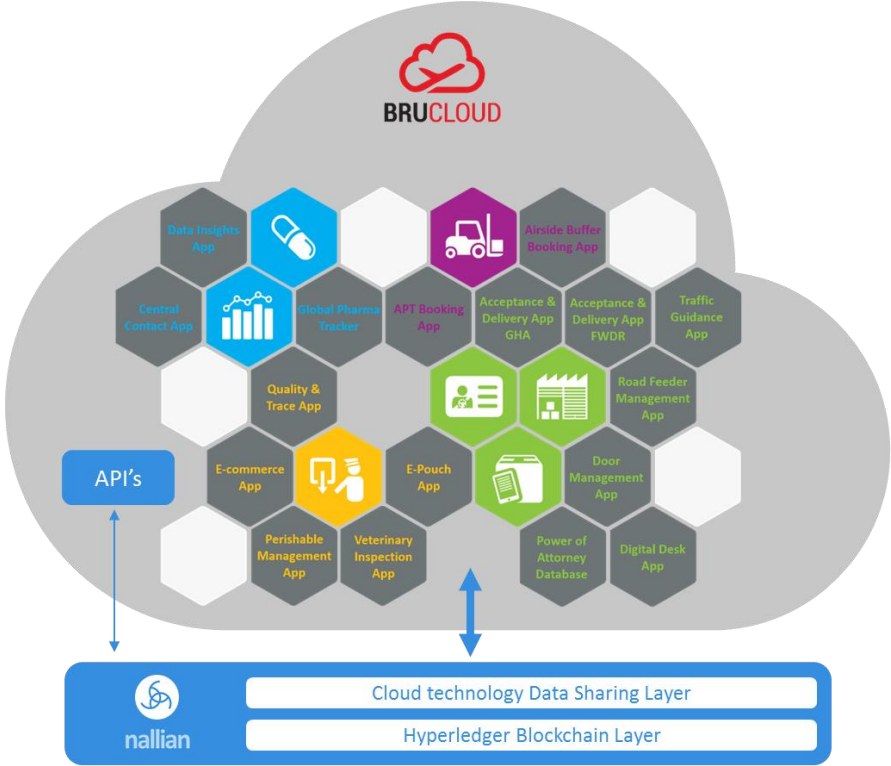 BRUCLOUD
Data Insights
App
Airside Buffer
Booking App
Central
Contact App
Global Pharma
Tracker
APT Booking
App
Acceptance &
Delivery App
GHA
Acceptance &
Delivery App
FWDR
Traffic
Guidance
App
Quality &
Trace App
Road Feeder
Management
App
API's
E-commerce
App
E-Pouch
App
Door
Management
App
Perishable
Management
App
Veterinary
Inspection
App
Power of
Attorney
Database
Digital Desk
App
nallian
Cloud technology Data Sharing Layer
Hyperledger Blockchain Layer